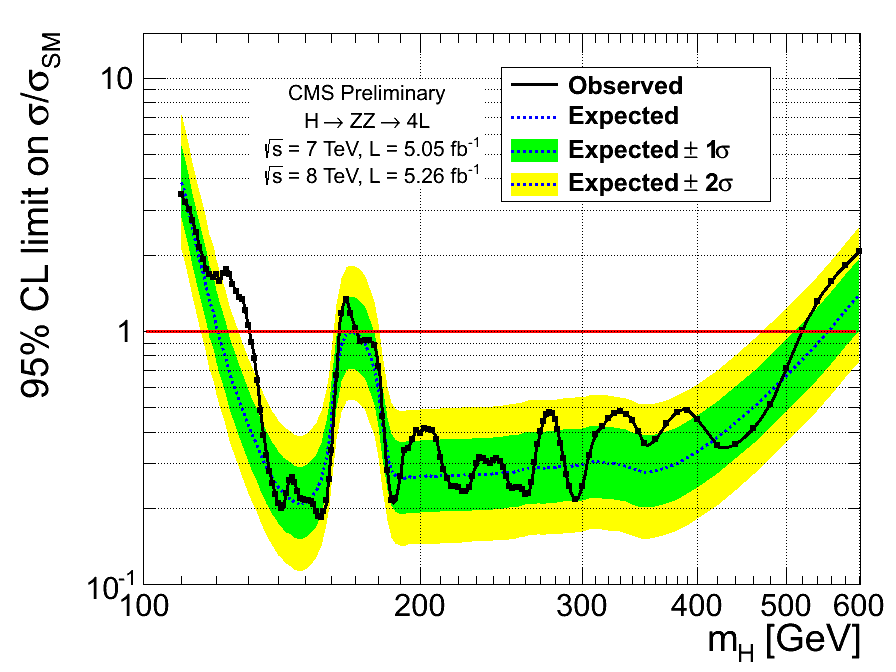 95% CL limit on σ/σSM
10
1
10-1
CMS Preliminary
H → ZZ → 4L
√s = 7 TeV, L = 5.05 fb-1
√s = 8 TeV, L = 5.26 fb-1
Observed
Expected
Expected ± 1σ
Expected ± 2σ
100 200 300 400 500 600
mH [GeV]